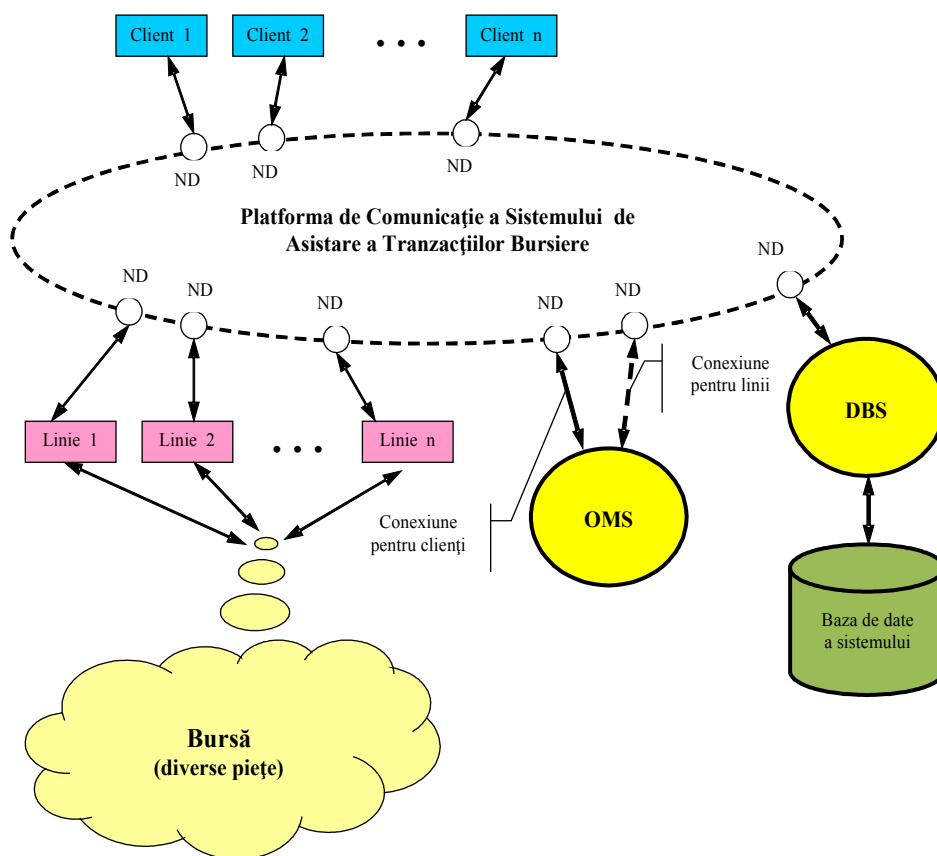 Client 1
Client 2
. . .
Client n
ND
ND
ND
Platforma de Comunicaţie a Sistemului de
Asistare a Tranzacţiilor Bursiere
ND
ND
ND
ND
ND
ND
Conexiune
pentru linii
DBS
Linie 1
Linie 2
. . .
Linie n
Conexiune
pentru clienţi
OMS
Baza de date
a sistemului
Bursă
(diverse pieţe)